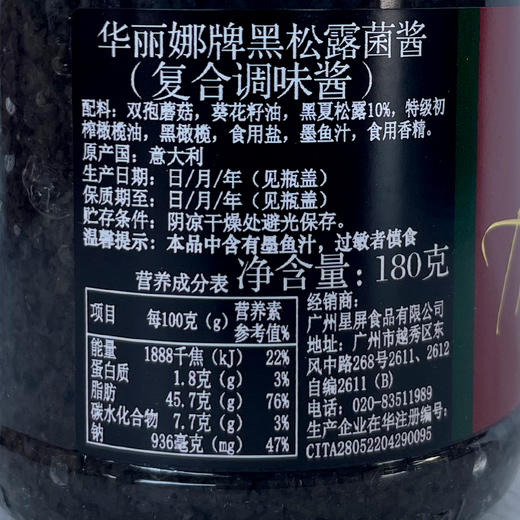 华丽娜牌黑松露菌酱
（复合调味酱）
配料：双孢蘑菇，葵花籽油，黑夏松露10%，特级初
榨橄榄油，黑橄榄，食用盐，墨鱼汁，食用香精。
原产国：意大利
生产日期：日/月/年（见瓶盖）
保质期至：日/月/年（见瓶盖）
贮存条件：阴凉干燥处避光保存。
温馨提示：本品中含有墨鱼汁，过敏者慎食
营养成分表 净含量：180克
项目 每100克（g） 营养素参考值%
能量 1888千焦（kJ） 22%
蛋白质 1.8克（g） 3%
脂肪 45.7克（g） 76%
碳水化合物 7.7克（g） 3%
钠 936毫克（mg） 47%
经销商：
广州星屏食品有限公司
地址：广州市越秀区东
风中路268号2611、2612
自编2611（B）
电话：020-83511989
生产企业在华注册编号：
CITA28052204290095